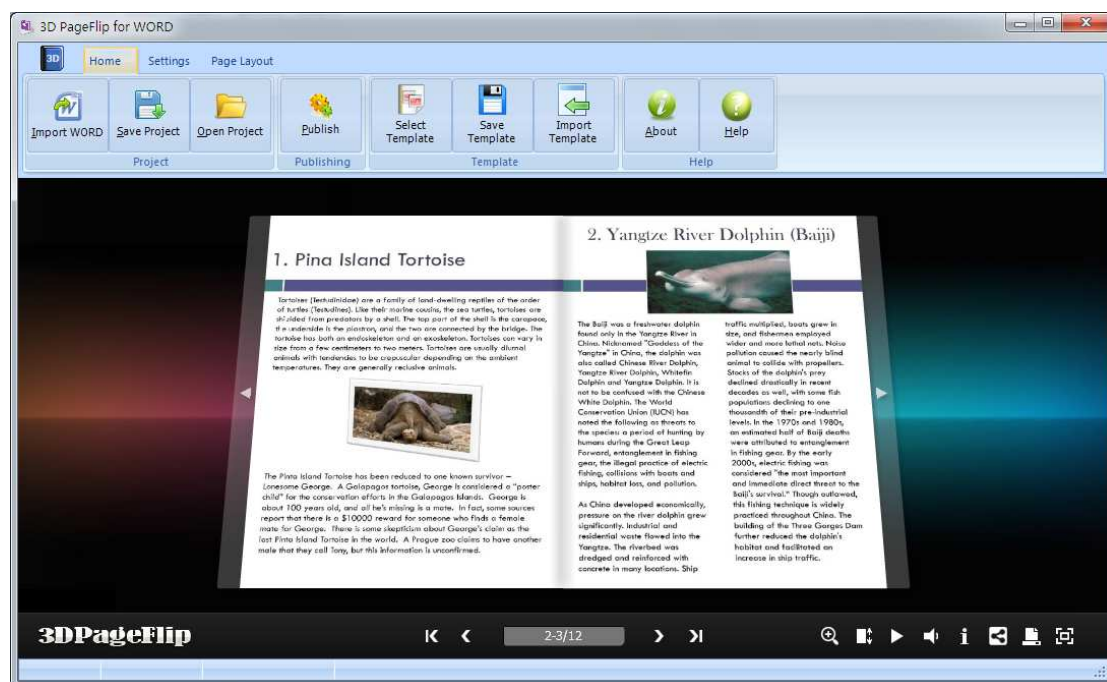 3D PageFlip for WORD
3D
Home Settings Page Layout
Import WORD
Save Project
Open Project
Publish
Select
Template
Save
Template
Import
Template
About
Help
Project
Publishing
Template
Help
1. Pina Island Tortoise
Tortoises (Testudinidae) are a family of land-dwelling reptiles of the order
of turtles (Testudines). Like their marine cousins, the sea turtles, tortoises are
shielded from predators by a shell. The top part of the shell is the carapace,
the underside is the plastron, and the two are connected by the bridge. The
tortoise has both an endoskeleton and an exoskeleton. Tortoises can vary in
size from a few centimeters to two meters. Tortoises are usually diurnal
animals with tendencies to be crepuscular depending on the ambient
temperatures. They are generally reclusive animals.
The Pinta Island Tortoise has been reduced to one known survivor –
Lonesome George. A Galapagos tortoise, George is considered a "poster
child" for the conservation efforts in the Galapagos Islands. George is
about 100 years old, and all he's missing is a mate. In fact, some sources
report that there is a $10000 reward for someone who finds a female
mate for George. There is some skepticism about George's claim as the
last Pinta Island Tortoise in the world. A Prague zoo claims to have another
male that they call Tony, but this information is unconfirmed.
2. Yangtze River Dolphin (Baiji)
The Baiji was a freshwater dolphin
found only in the Yangtze River in
China. Nicknamed "Goddess of the
Yangtze" in China, the dolphin was
also called Chinese River Dolphin,
Yangtze River Dolphin, Whitefin
Dolphin and Yangtze Dolphin. It is
not to be confused with the Chinese
White Dolphin. The World
Conservation Union (IUCN) has
noted the following as threats to
the species: a period of hunting by
humans during the Great Leap
Forward, entanglement in fishing
gear, the illegal practice of electric
fishing, collisions with boats and
ships, habitat loss, and pollution.
As China developed economically,
pressure on the river dolphin grew
significantly. Industrial and
residential waste flowed into the
Yangtze. The riverbed was
dredged and reinforced with
concrete in many locations. Ship
traffic multiplied, boats grew in
size, and fishermen employed
wider and more lethal nets. Noise
pollution caused the nearly blind
animal to collide with propellers.
Stocks of the dolphin's prey
declined drastically in recent
decades as well, with some fish
populations declining to one
thousandth of their pre-industrial
levels. In the 1970s and 1980s,
an estimated half of Baiji deaths
were attributed to entanglement
in fishing gear. By the early
2000s, electric fishing was
considered "the most important
and immediate direct threat to the
Baiji's survival." Though outlawed,
this fishing technique is widely
practiced throughout China. The
building of the Three Gorges Dam
further reduced the dolphin's
habitat and facilitated an
increase in ship traffic.
3DPageFlip
2-3/12